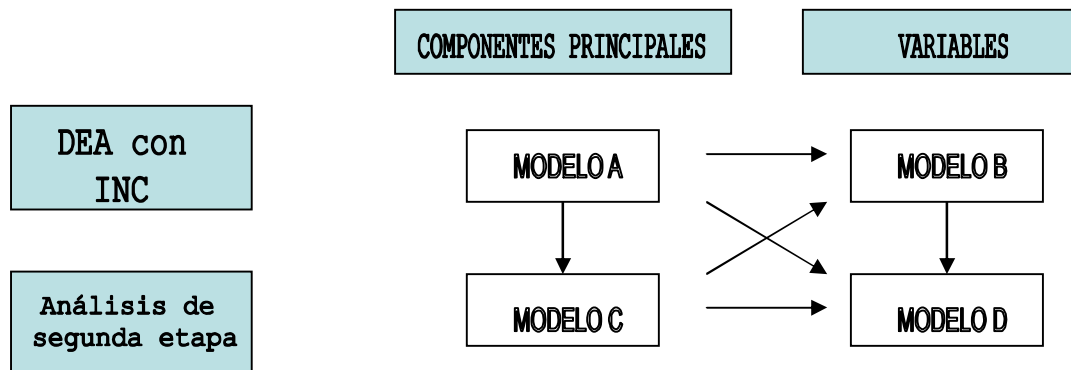 COMPONENTES PRINCIPALES
VARIABLES
DEA con
INC
MODELO A
MODELO B
Análisis de
segunda etapa
MODELO C
MODELO D